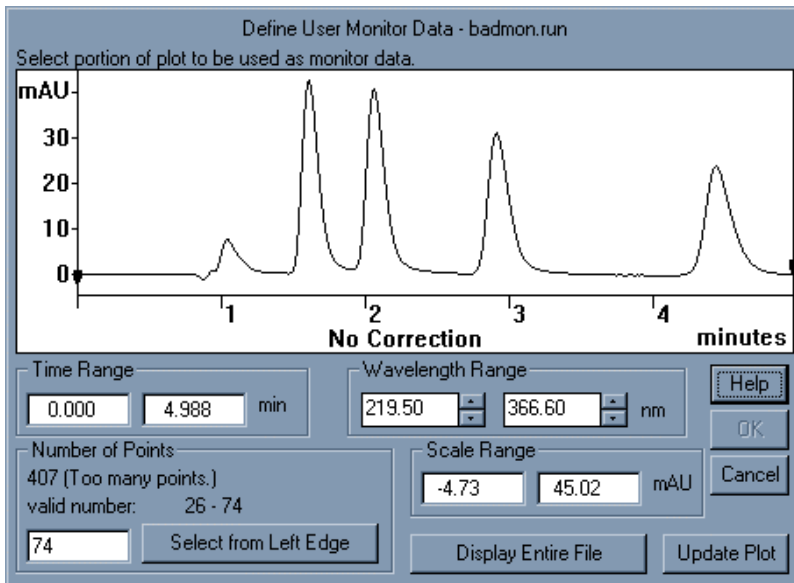 Define User Monitor Data - badmon.run
Select portion of plot to be used as monitor data.
mAU
30
20
10
0
1 2 3 4
No Correction minutes
Time Range
0.000 4.988 min
Wavelength Range
219.50 366.60 nm
Help
OK
Cancel
Number of Points
407 (Too many points.)
valid number: 26 - 74
74 Select from Left Edge
Scale Range
-4.73 45.02 mAU
Display Entire File Update Plot